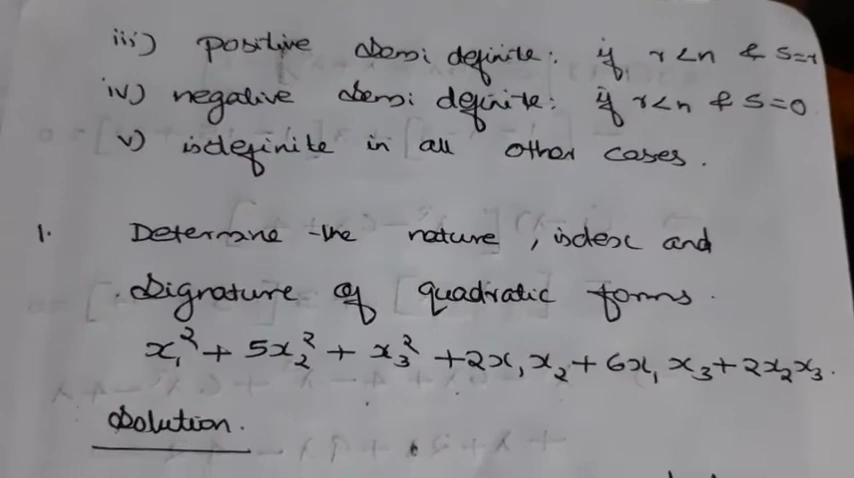 iii) positive semi definite: if r<n & s=r
iv) negative semi definite: if r<n & s=0
v) indefinite in all other cases.
1. Determine the nature, index and
Signature of quadratic forms.
x₁² + 5x₂² + x₃² + 2x₁x₂ + 6x₁x₃ + 2x₂x₃.
Solution.